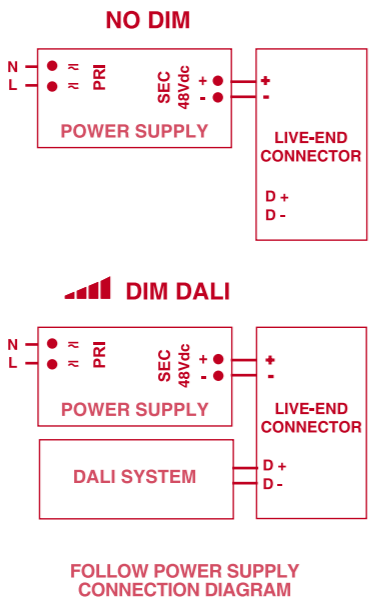 NO DIM
N ≈ PRI SEC 48Vdc + +
L ≈ - -
POWER SUPPLY
LIVE-END
CONNECTOR
D +
D -
DIM DALI
N ≈ PRI SEC 48Vdc + +
L ≈ - -
POWER SUPPLY
LIVE-END
CONNECTOR
DALI SYSTEM
D +
D -
FOLLOW POWER SUPPLY
CONNECTION DIAGRAM